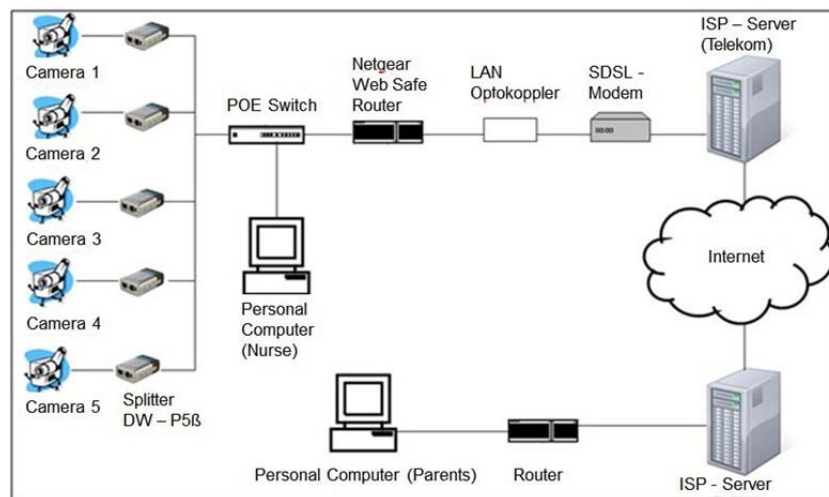 ISP – Server
(Telekom)
Camera 1
Netgear
Web Safe
Router
LAN
Optokoppler
SDSL -
Modem
POE Switch
Camera 2
Camera 3
Internet
Camera 4
Personal
Computer
(Nurse)
Camera 5
Splitter
DW – P5ß
Personal Computer (Parents)
Router
ISP - Server